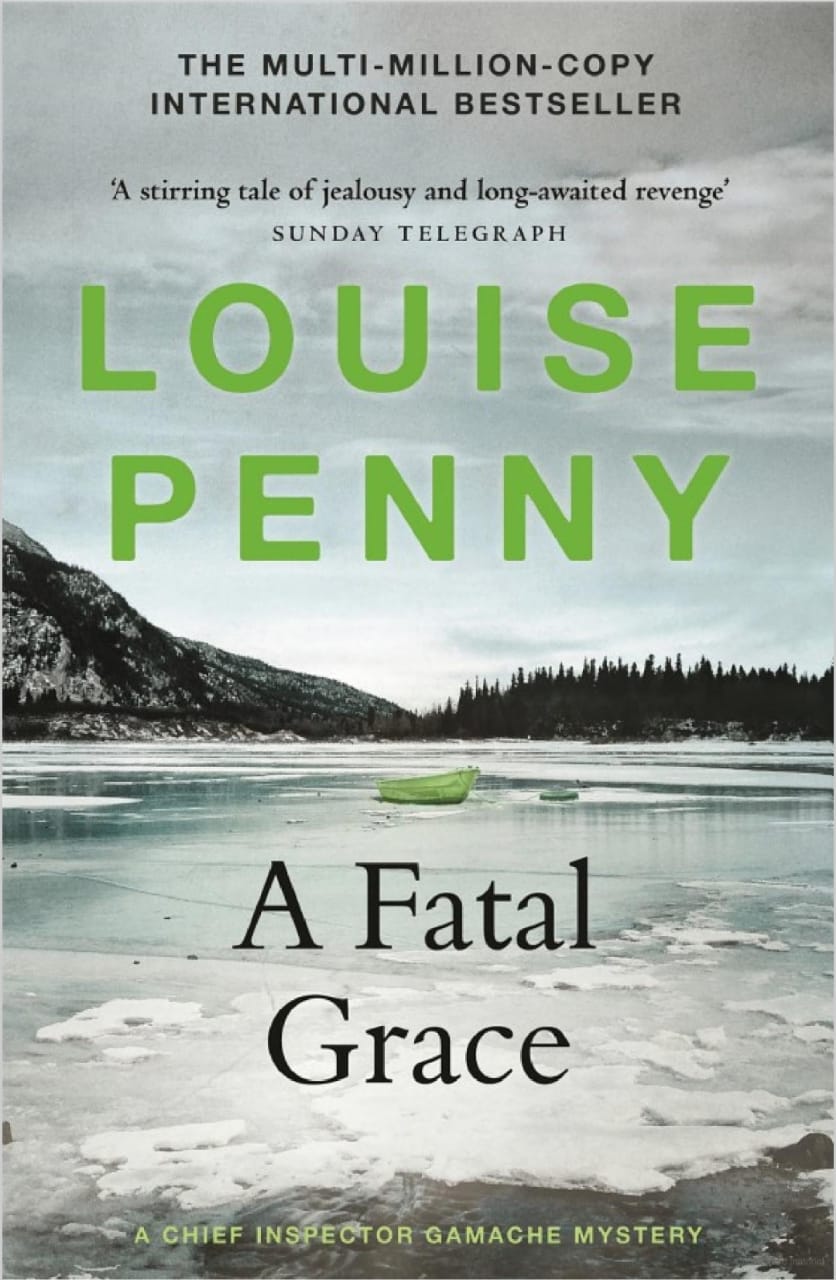 THE MULTI-MILLION-COPY
INTERNATIONAL BESTSELLER
‘A stirring tale of jealousy and long-awaited revenge’
SUNDAY TELEGRAPH
LOUISE
PENNY
A Fatal
Grace
A CHIEF INSPECTOR GAMACHE MYSTERY